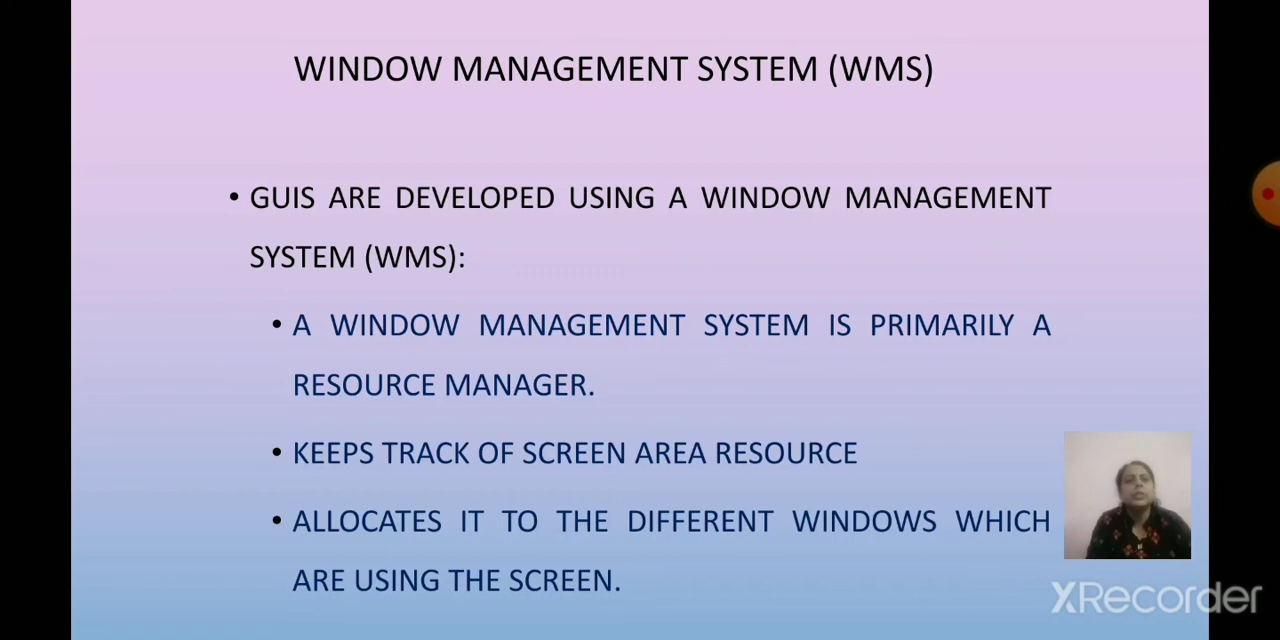 WINDOW MANAGEMENT SYSTEM (WMS)
• GUIS ARE DEVELOPED USING A WINDOW MANAGEMENT
SYSTEM (WMS):
• A WINDOW MANAGEMENT SYSTEM IS PRIMARILY A
RESOURCE MANAGER.
• KEEPS TRACK OF SCREEN AREA RESOURCE
• ALLOCATES IT TO THE DIFFERENT WINDOWS WHICH
ARE USING THE SCREEN.
XRecorder